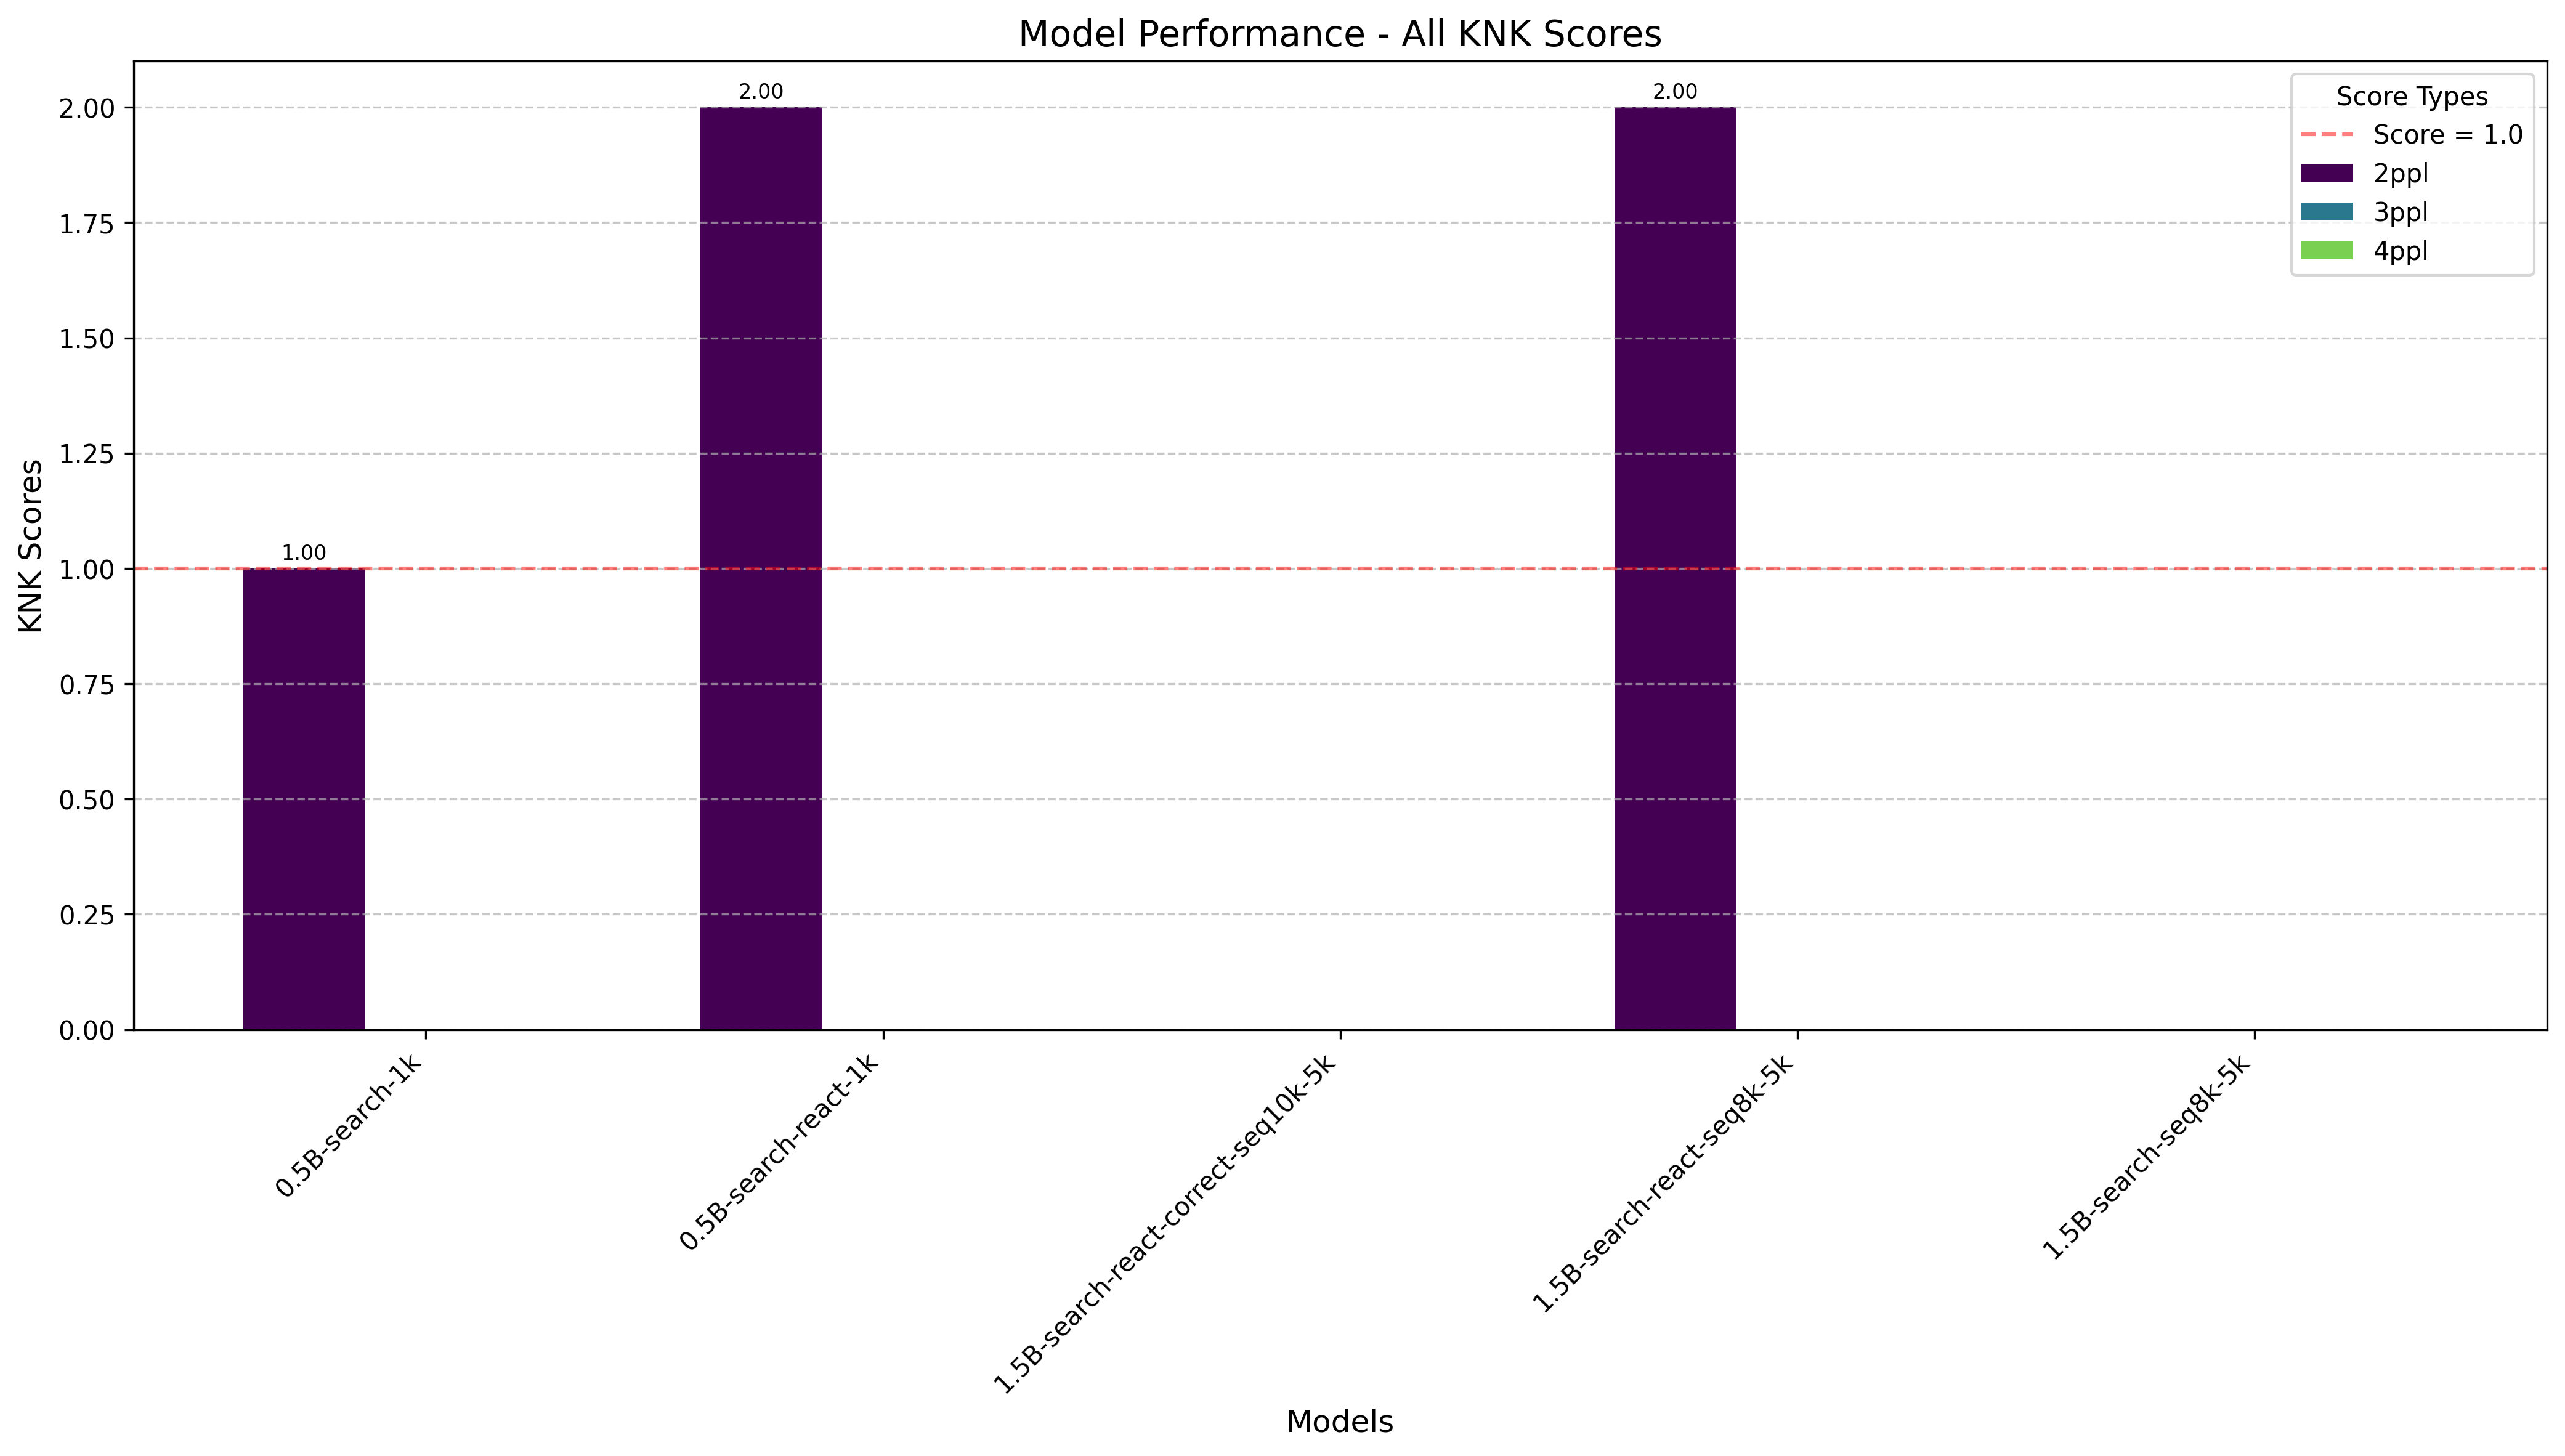 Model Performance - All KNK Scores
KNK Scores
2.00
1.75
1.50
1.25
1.00
0.75
0.50
0.25
0.00
1.00
2.00
2.00
Score Types
Score = 1.0
2ppl
3ppl
4ppl
0.5B-search-1k
0.5B-search-react-1k
1.5B-search-react-correct-seq10k-5k
1.5B-search-react-seq8k-5k
1.5B-search-seq8k-5k
Models